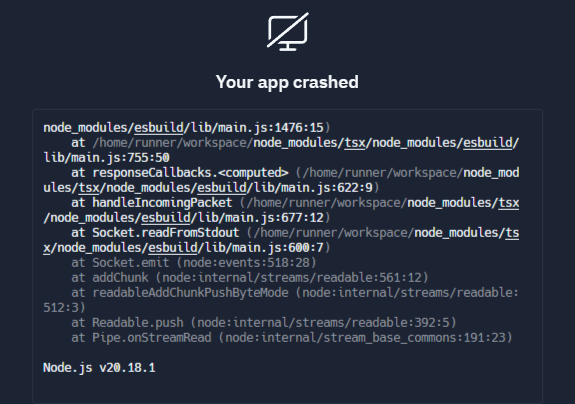 Your app crashed
node_modules/esbuild/lib/main.js:1476:15)
    at /home/runner/workspace/node_modules/tsx/node_modules/esbuild/
lib/main.js:755:50
    at responseCallbacks.<computed> (/home/runner/workspace/node_mod
ules/tsx/node_modules/esbuild/lib/main.js:622:9)
    at handleIncomingPacket (/home/runner/workspace/node_modules/tsx
/node_modules/esbuild/lib/main.js:677:12)
    at Socket.readFromStdout (/home/runner/workspace/node_modules/ts
x/node_modules/esbuild/lib/main.js:600:7)
    at Socket.emit (node:events:518:28)
    at addChunk (node:internal/streams/readable:561:12)
    at readableAddChunkPushByteMode (node:internal/streams/readable:
512:3)
    at Readable.push (node:internal/streams/readable:392:5)
    at Pipe.onStreamRead (node:internal/stream_base_commons:191:23)
Node.js v20.18.1